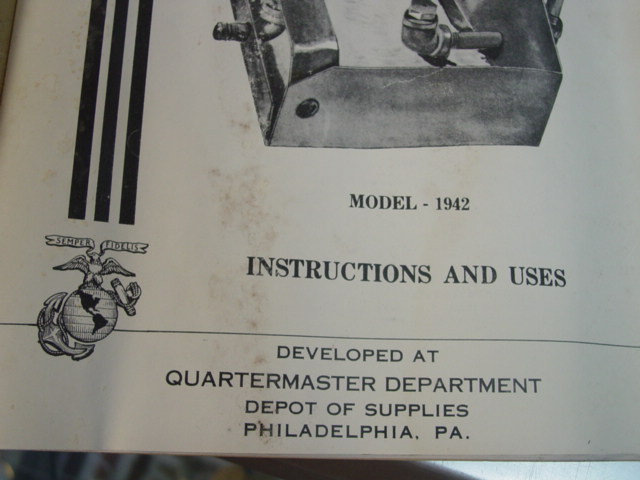 MODEL - 1942
SEMPER FIDELIS
INSTRUCTIONS AND USES
DEVELOPED AT
QUARTERMASTER DEPARTMENT
DEPOT OF SUPPLIES
PHILADELPHIA, PA.